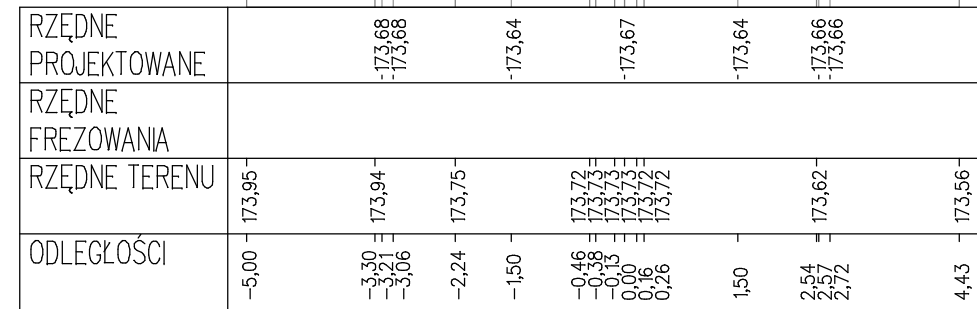 RZĘDNE
PROJEKTOWANE
-173,68 -173,68 -173,64 -173,67 -173,64 -173,66 -173,66
RZĘDNE
FREZOWANIA
RZĘDNE TERENU
173,95 173,94 173,75 173,72 173,73 173,73 173,73 173,72 173,72 173,62 173,56
ODLEGŁOŚCI
-5,00 -3,30 -3,21 -3,06 -2,24 -1,50 -0,46 -0,38 -0,13 0,00 0,16 0,26 1,50 2,54 2,57 2,72 4,43